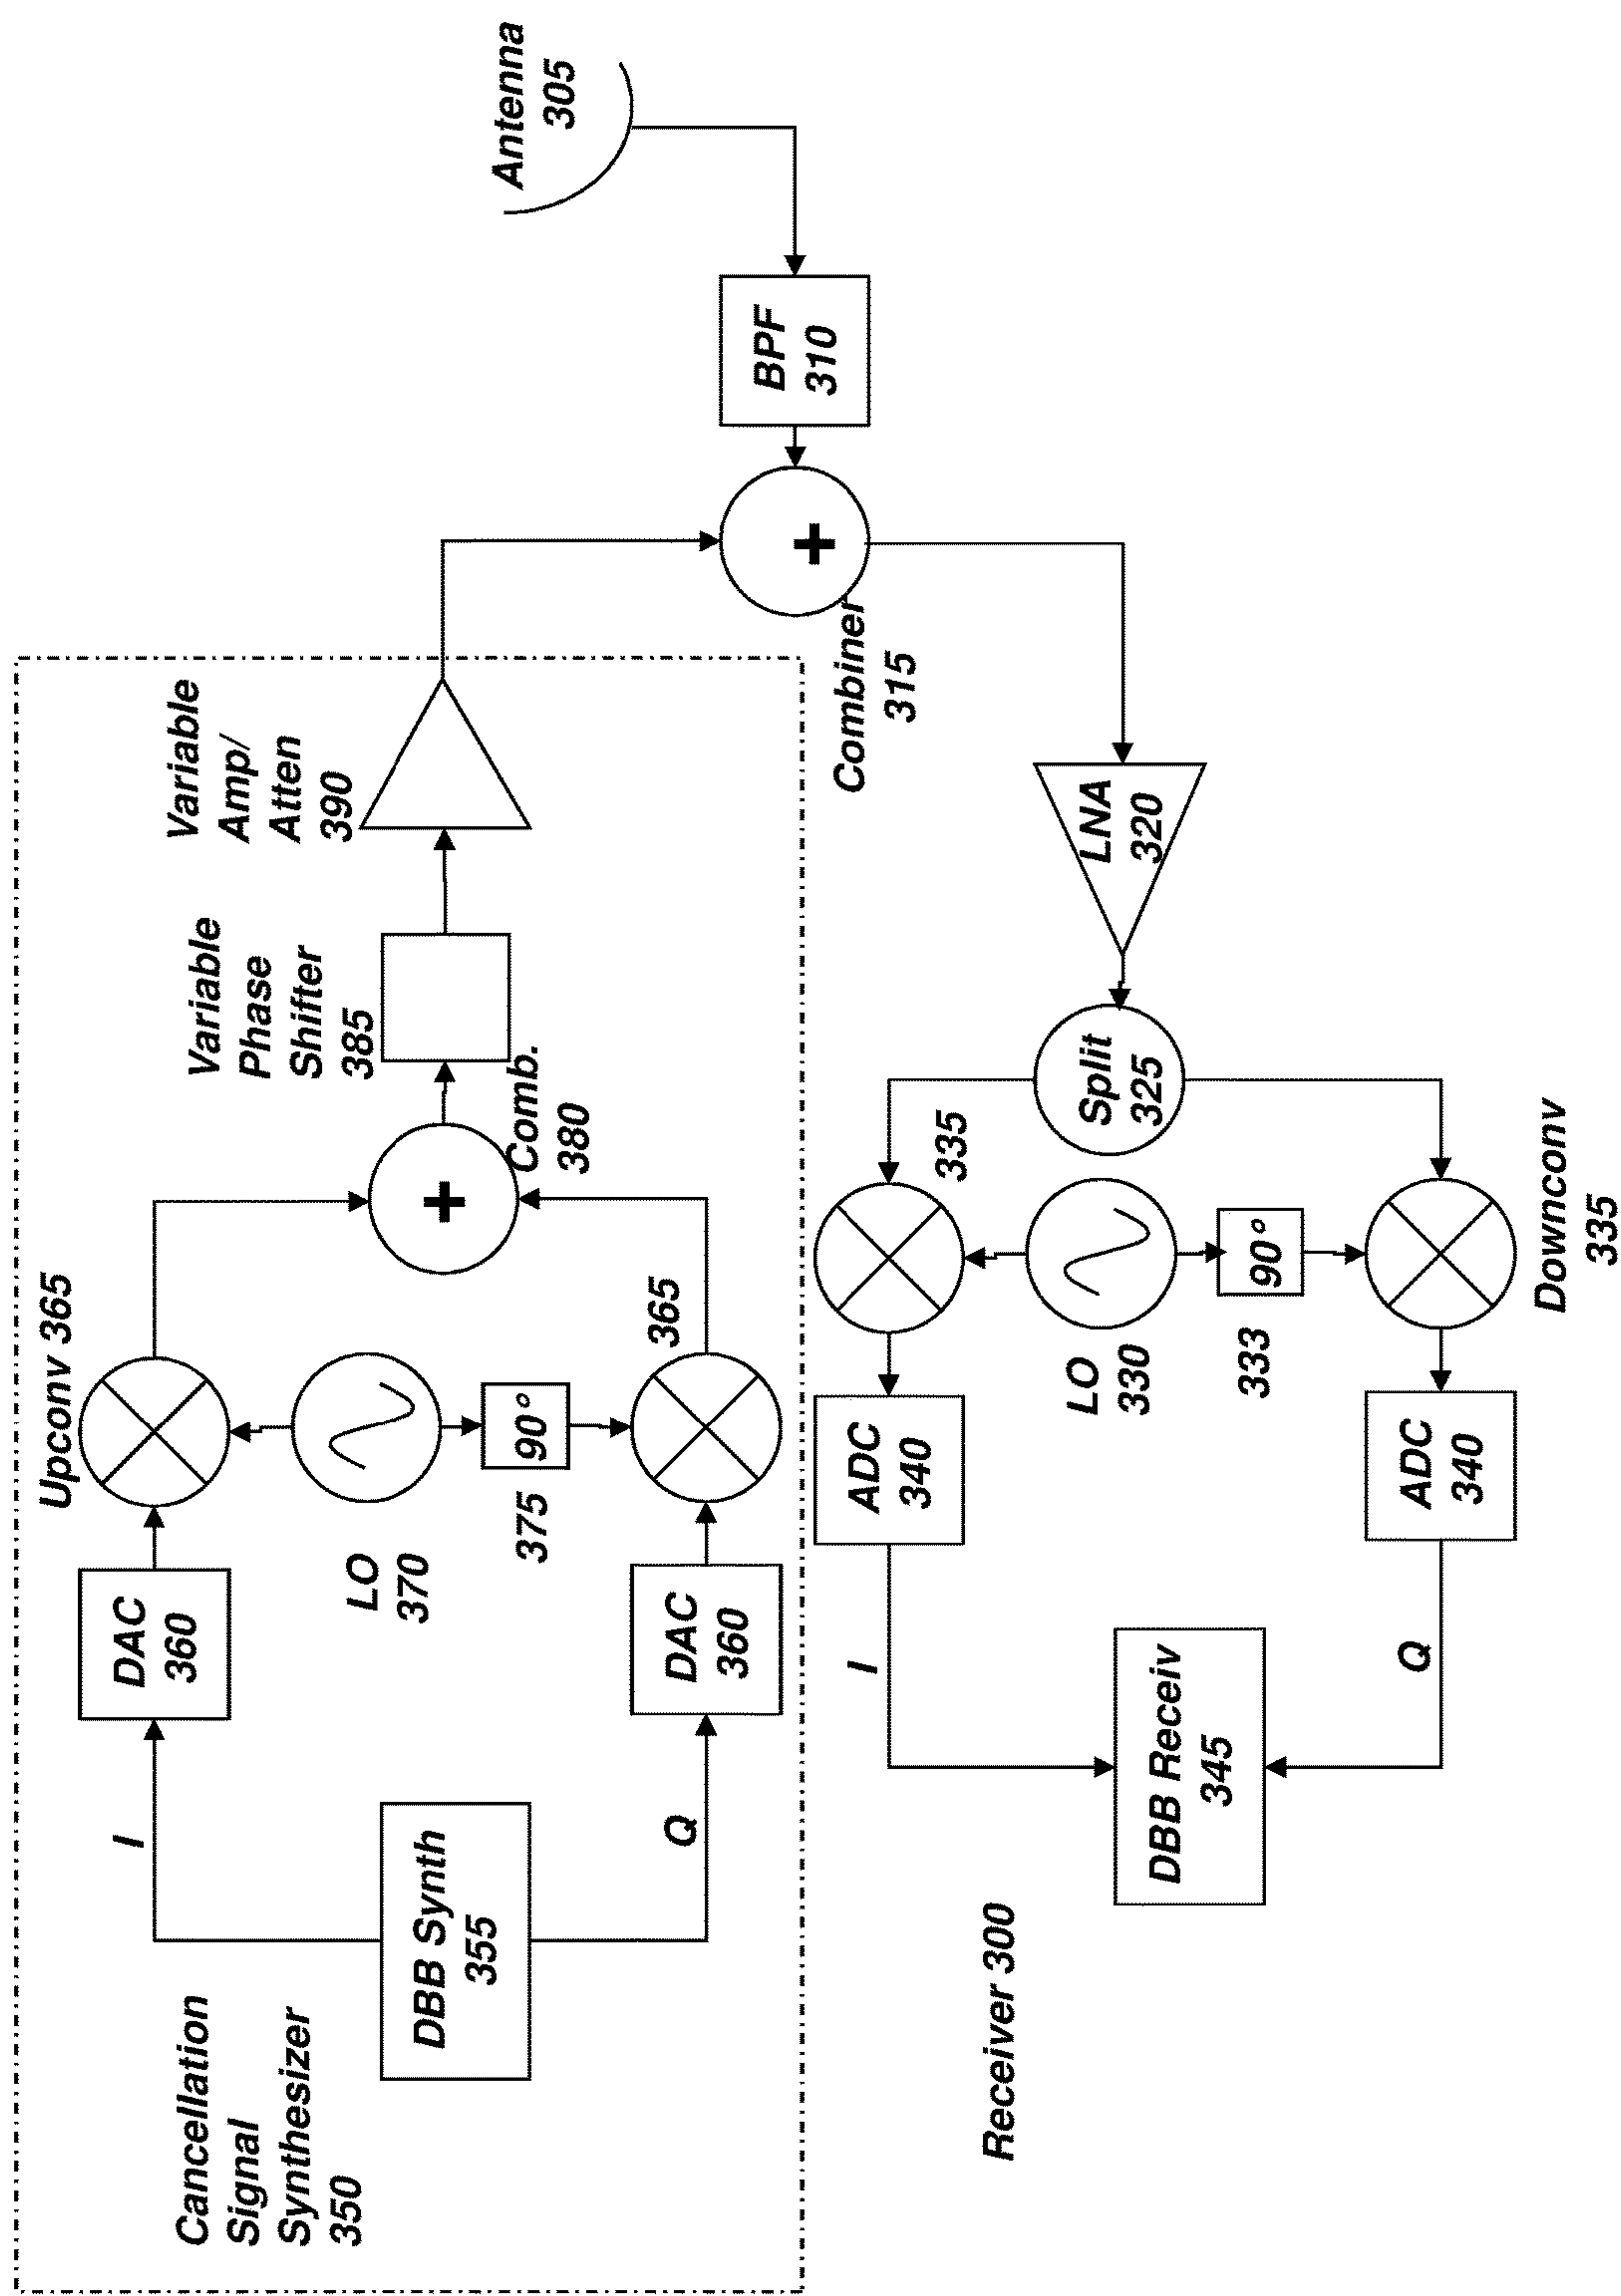 Cancellation
Signal
Synthesizer
350
DBB Synth
355
I
Q
DAC
360
DAC
360
Upconv 365
LO
370
90°
375
365
Comb.
380
+
Variable
Phase
Shifter
385
Variable
Amp/
Atten
390
Antenna
305
BPF
310
+
Combiner
315
LNA
320
Split
325
335
LO
330
90°
333
Downconv
335
ADC
340
ADC
340
I
Q
DBB Receiv
345
Receiver 300